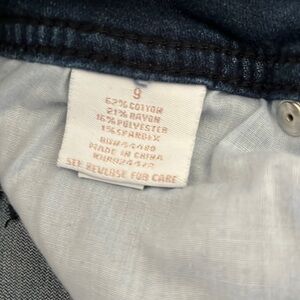 9
62% COTTON
21% RAYON
16% POLYESTER
1% SPANDEX
MADE IN CHINA
SEE REVERSE FOR CARE